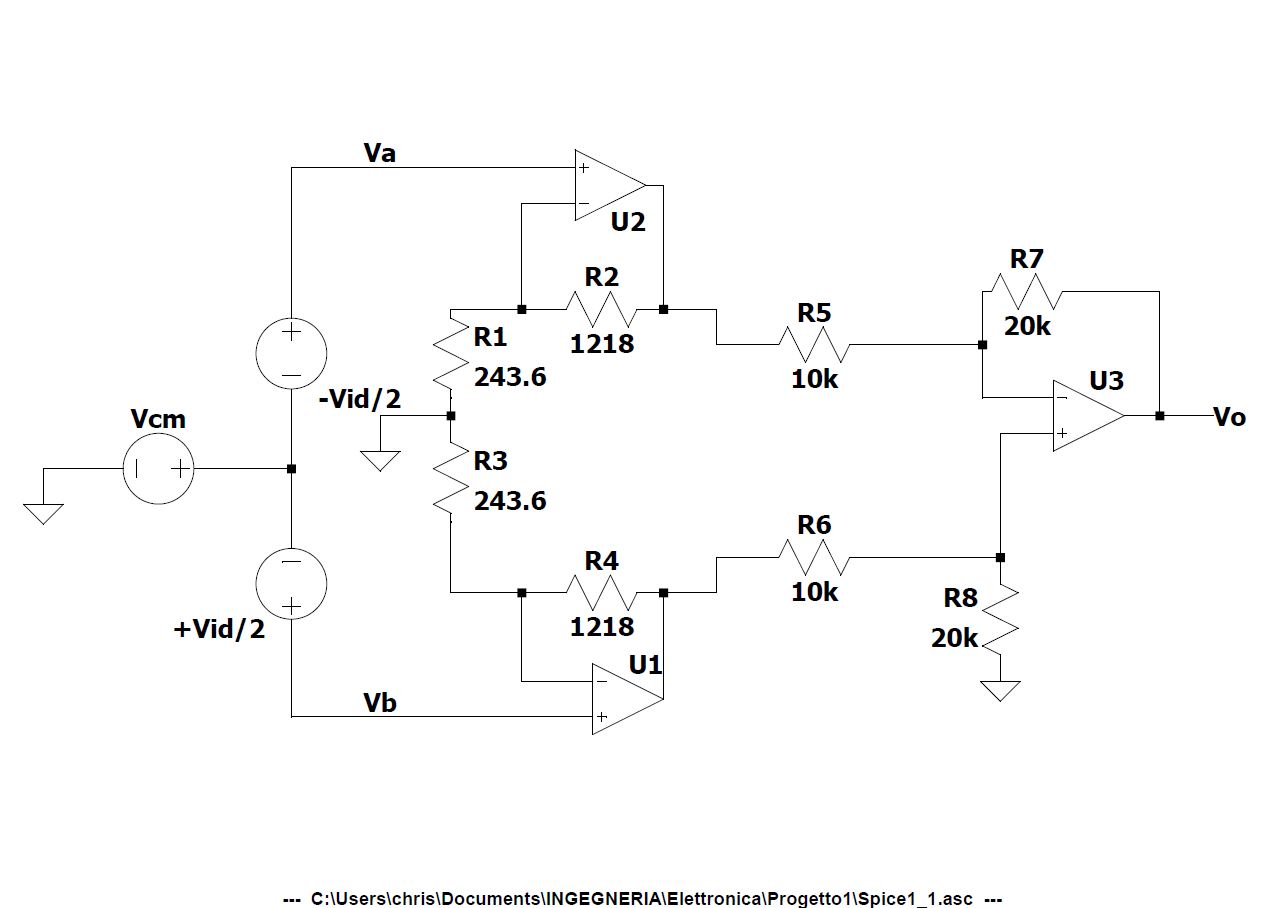 Va
U2
R2
1218
R1
243.6
R5
10k
R7
20k
U3
Vo
-Vid/2
Vcm
R3
243.6
R4
1218
R6
10k
R8
20k
+Vid/2
U1
Vb
--- C:\Users\chris\Documents\INGEGNERIA\Elettronica\Progetto1\Spice1_1.asc ---